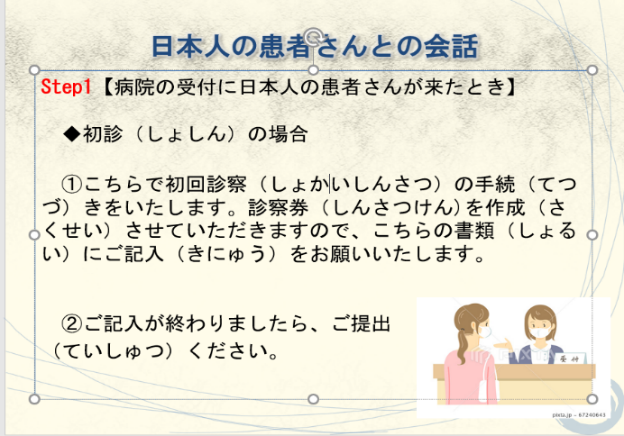 日本人の患者さんとの会話
Step1【病院の受付に日本人の患者さんが来たとき】
◆初診（しょしん）の場合
①こちらで初回診察（しょかいしんさつ）の手続（てつ
づ）きをいたします。診察券（しんさつけん)を作成（さ
くせい）させていただきますので、こちらの書類（しょる
い）にご記入（きにゅう）をお願いいたします。
②ご記入が終わりましたら、ご提出
（ていしゅつ）ください。
受付
pixta.jp - 67240643